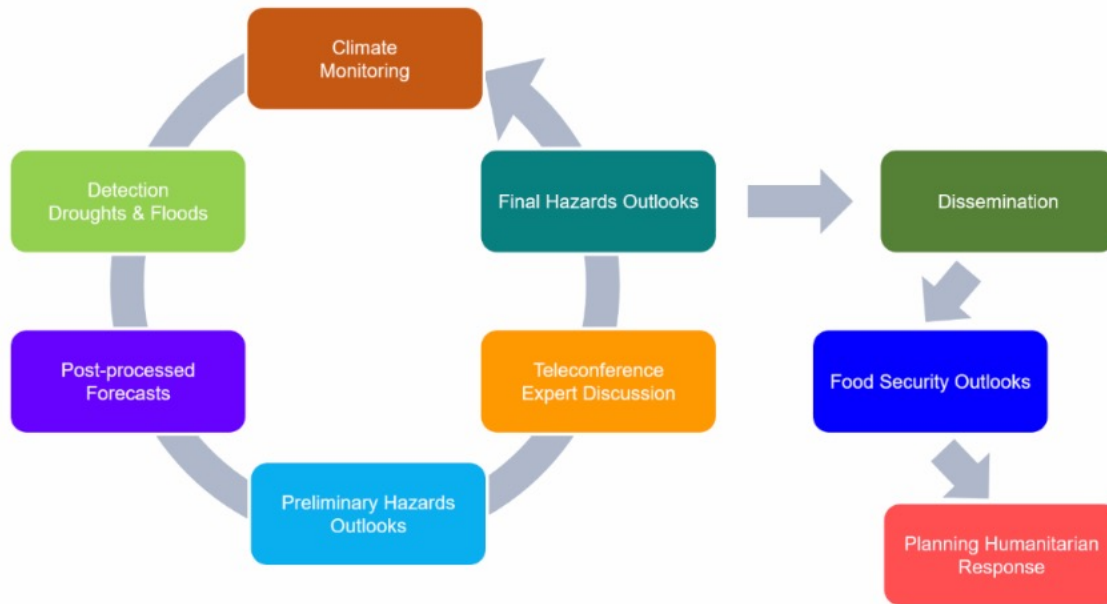 Climate
Monitoring
Detection
Droughts & Floods
Final Hazards Outlooks
Dissemination
Post-processed
Forecasts
Teleconference
Expert Discussion
Food Security Outlooks
Preliminary Hazards
Outlooks
Planning Humanitarian
Response